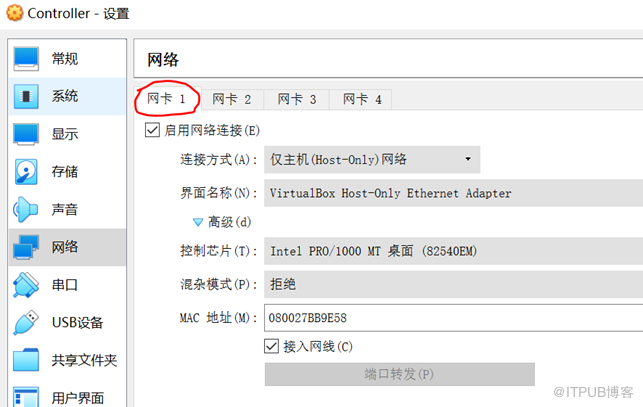 Controller - 设置
常规
系统
显示
存储
声音
网络
串口
USB设备
共享文件夹
用户界面
网络
网卡 1 网卡 2 网卡 3 网卡 4
启用网络连接(E)
连接方式(A): 仅主机(Host-Only)网络
界面名称(N): VirtualBox Host-Only Ethernet Adapter
高级(d)
控制芯片(T): Intel PRO/1000 MT 桌面 (82540EM)
混杂模式(P): 拒绝
MAC 地址(M): 080027BB9E58
接入网线(C)
端口转发(P)
@ITPUB博客